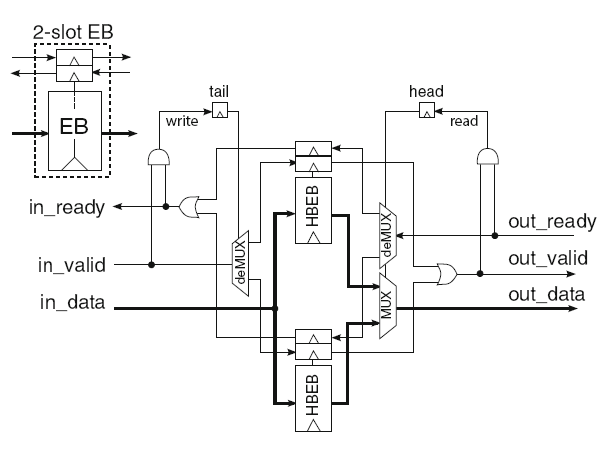 2-slot EB
EB
tail
head
write
read
in_ready
HBEB
deMUX
out_ready
in_valid
deMUX
out_valid
in_data
MUX
out_data
HBEB